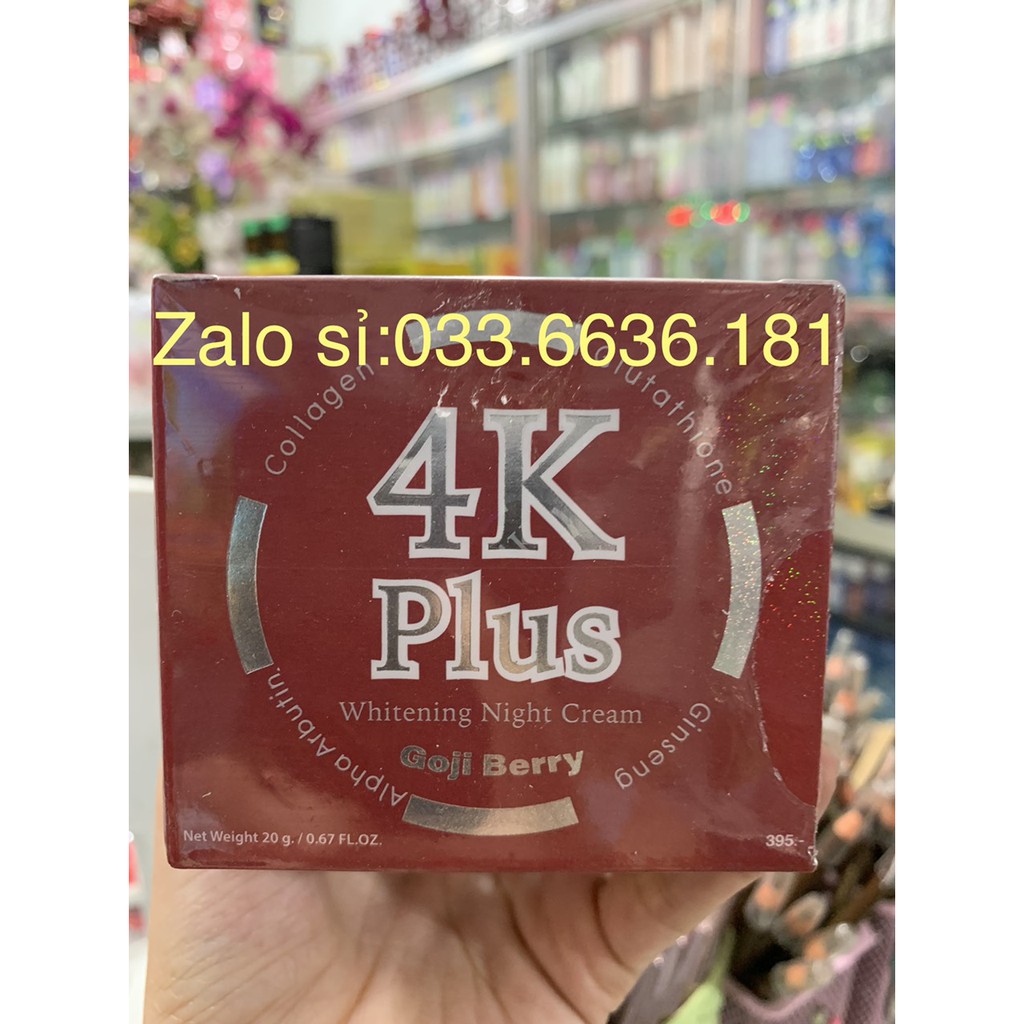 Zalo sỉ:033.6636.181
Collagen
Glutathione
4K
Plus
Whitening Night Cream
Goji Berry
Alpha Arbutin.
Ginseng
Net Weight 20 g. / 0.67 FL.OZ.
395.-